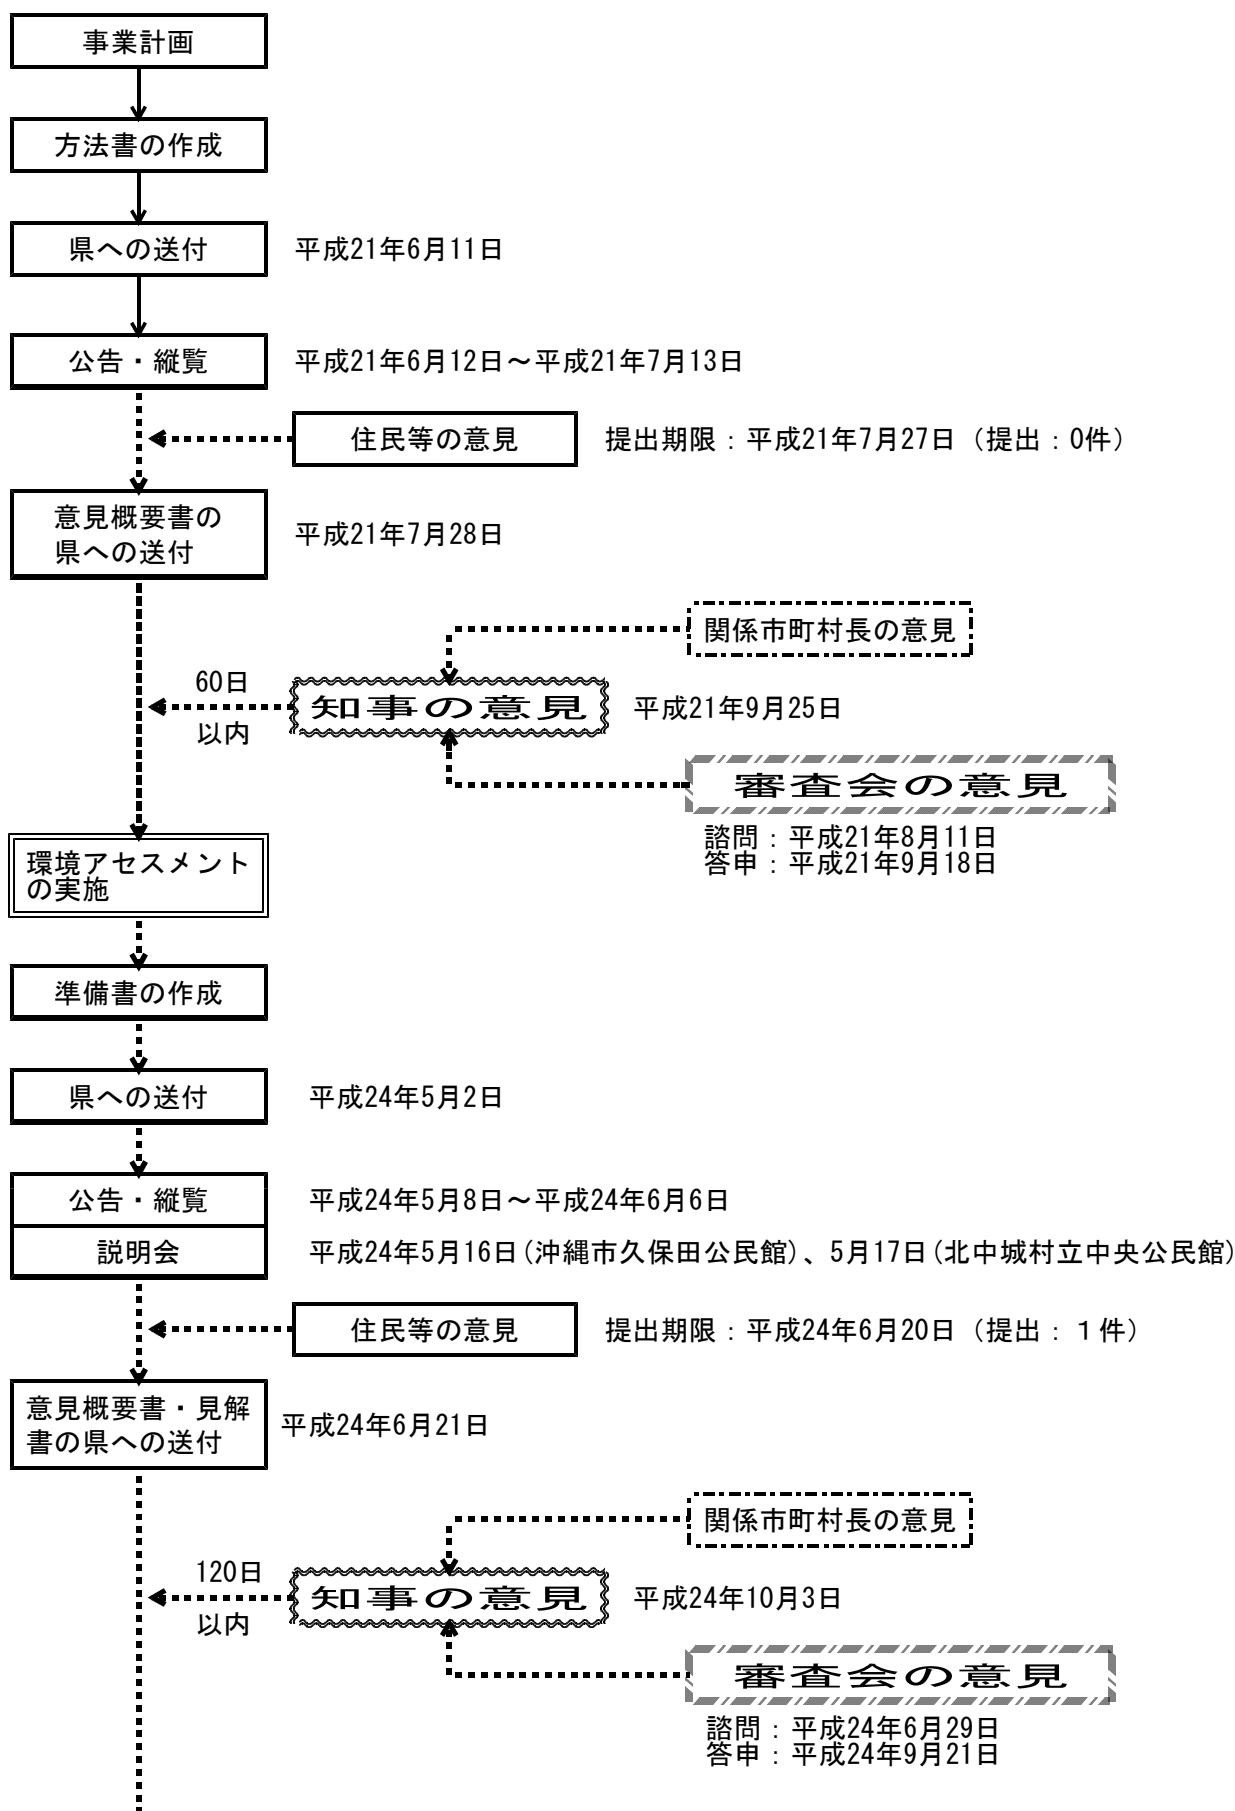 事業計画
方法書の作成
県への送付
平成21年6月11日
公告・縦覧
平成21年6月12日～平成21年7月13日
住民等の意見
提出期限：平成21年7月27日（提出：0件）
意見概要書の
県への送付
平成21年7月28日
関係市町村長の意見
60日
以内
知事の意見
平成21年9月25日
審査会の意見
諮問：平成21年8月11日
答申：平成21年9月18日
環境アセスメント
の実施
準備書の作成
県への送付
平成24年5月2日
公告・縦覧
平成24年5月8日～平成24年6月6日
説明会
平成24年5月16日(沖縄市久保田公民館)、5月17日(北中城村立中央公民館)
住民等の意見
提出期限：平成24年6月20日（提出：１件）
意見概要書・見解
書の県への送付
平成24年6月21日
関係市町村長の意見
120日
以内
知事の意見
平成24年10月3日
審査会の意見
諮問：平成24年6月29日
答申：平成24年9月21日